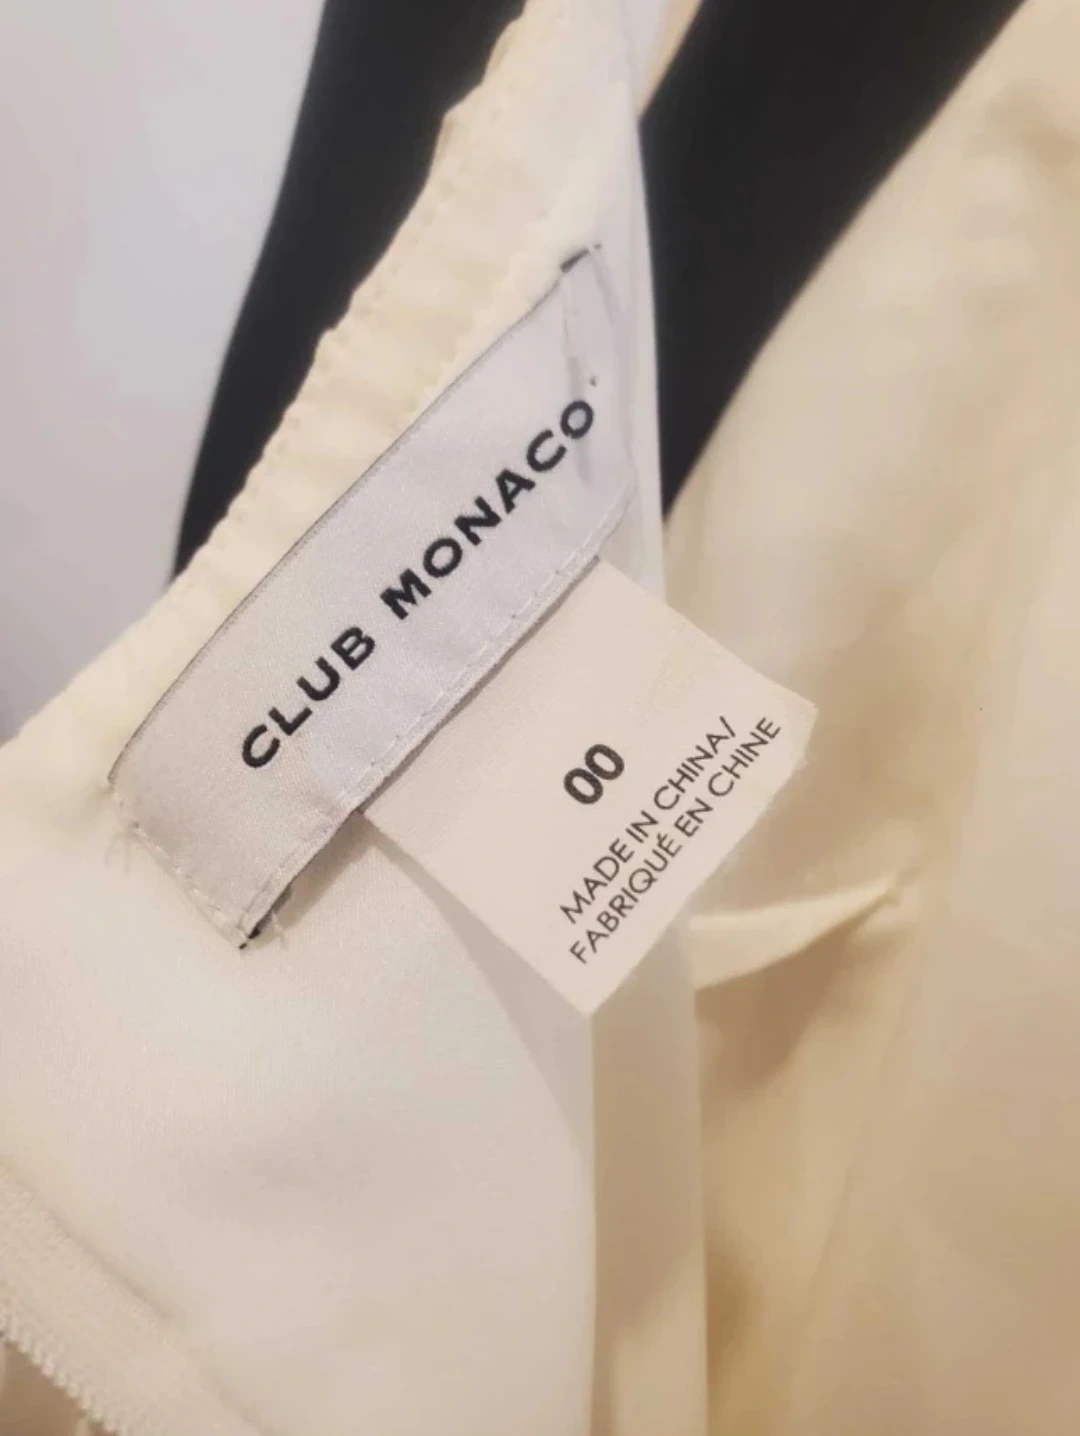 CLUB MONACO
00
MADE IN CHINA/
FABRIQUÉ EN CHINE